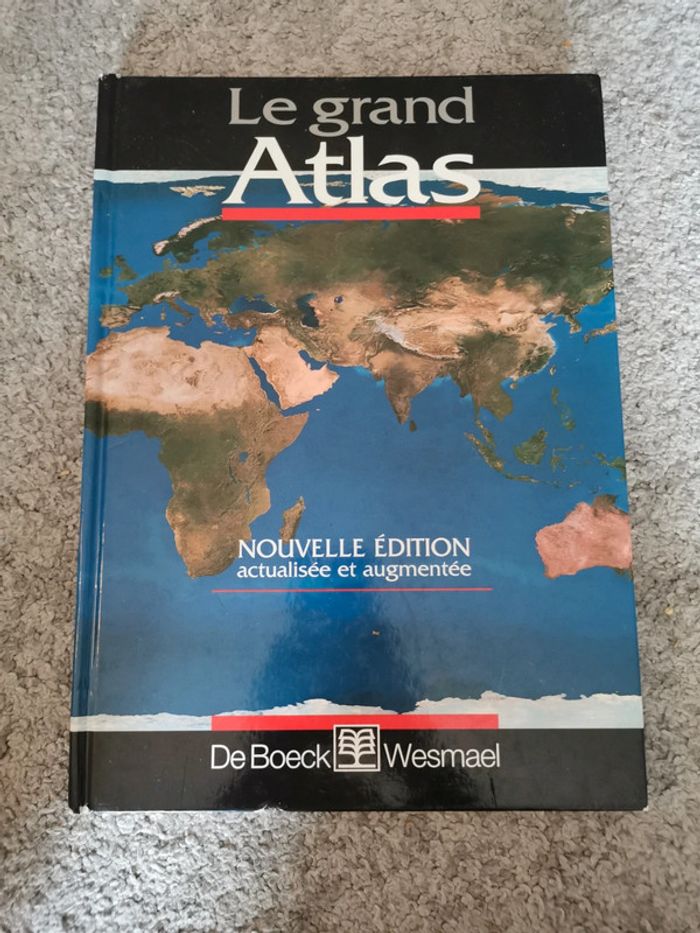 Le grand
Atlas
NOUVELLE ÉDITION
actualisée et augmentée
De Boeck Wesmael